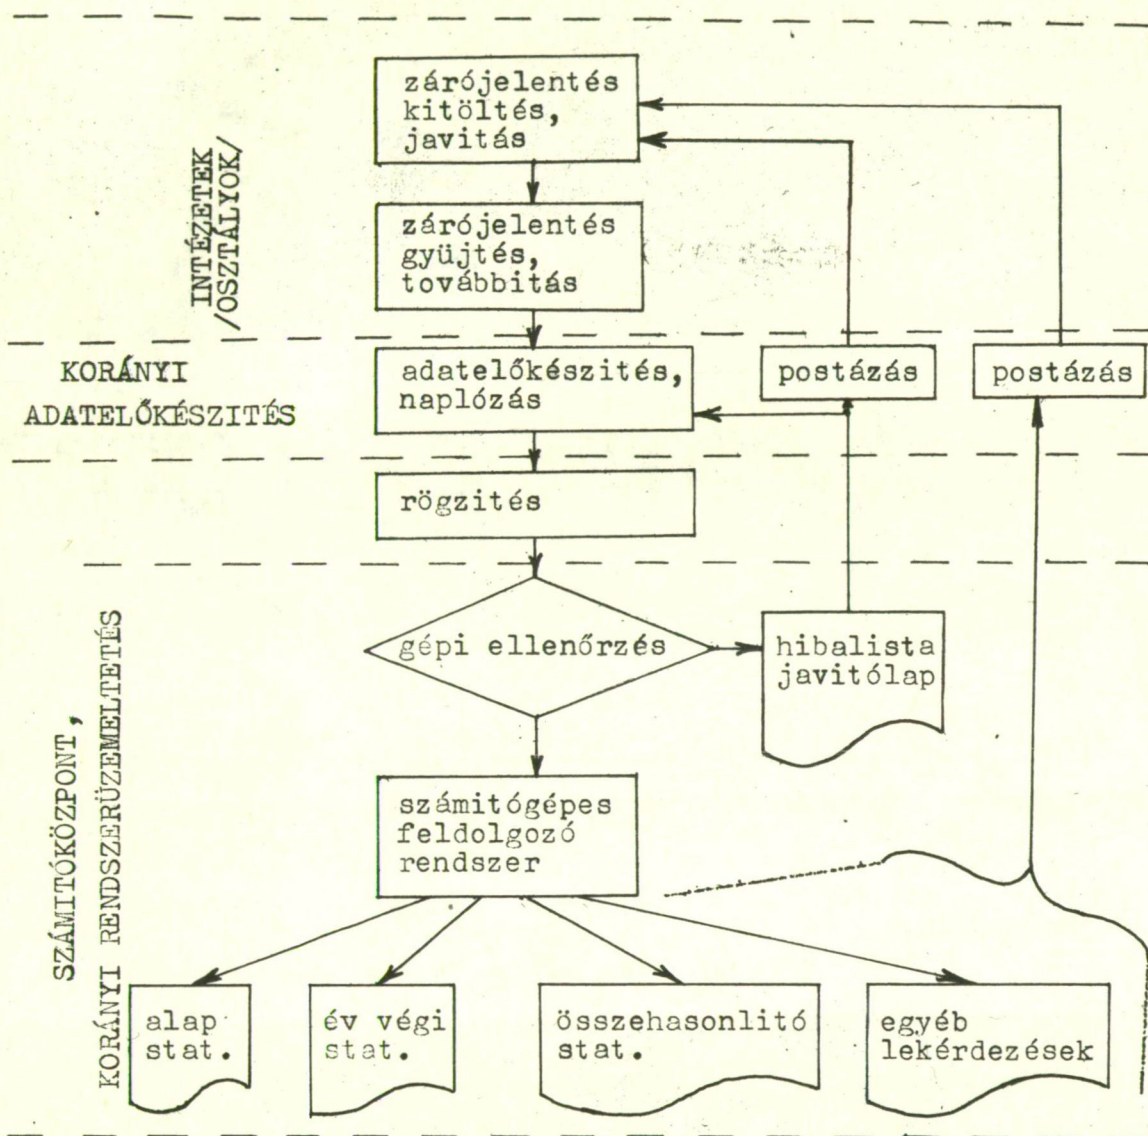 zárójelentés
kitöltés,
javitás
INTÉZETEK
/OSZTÁLYOK/
zárójelentés
gyüjtés,
továbbitás
KORÁNYI
ADATELŐKÉSZITÉS
adatelőkészités,
naplózás
postázás
postázás
rögzités
SZÁMITÓKÖZPONT,
KORÁNYI RENDSZERÜZEMELTETÉS
gépi ellenőrzés
hibalista
javitólap
számitógépes
feldolgozó
rendszer
alap
stat.
év végi
stat.
összehasonlitó
stat.
egyéb
lekérdezések